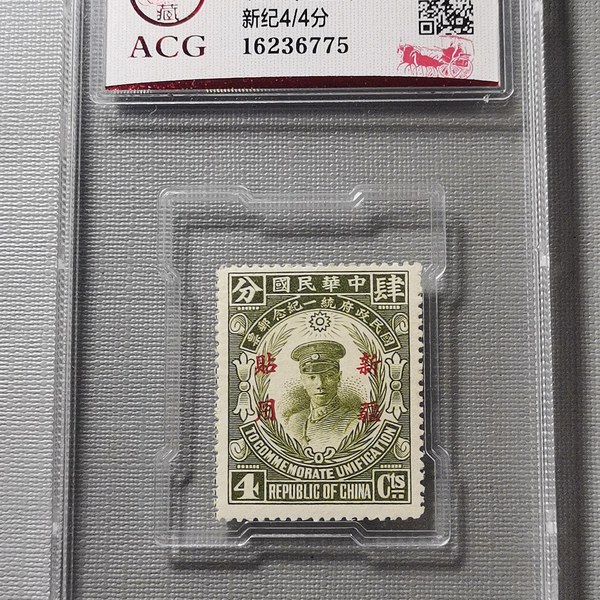 藏
新纪4/4分
ACG 16236775
肆 中華民國 分
國民政府統一紀念郵票
新疆
貼用
TO COMMEMORATE UNIFICATION
4 REPUBLIC OF CHINA Cts